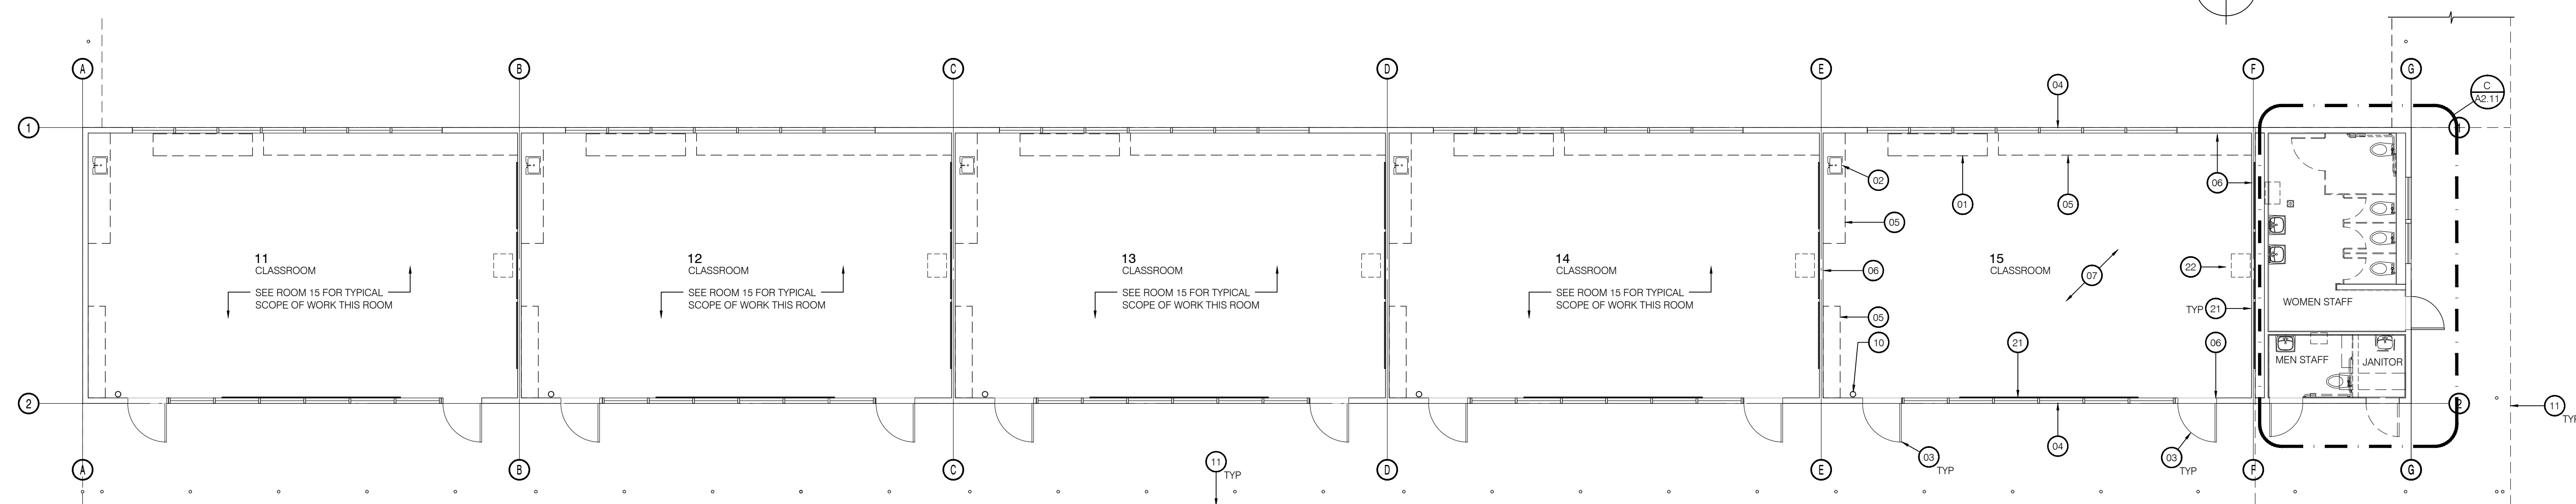 A
B
C
D
E
F
G
04
C
A2.11
1
1
02
01
05
06
05
11
CLASSROOM
SEE ROOM 15 FOR TYPICAL
SCOPE OF WORK THIS ROOM
12
CLASSROOM
SEE ROOM 15 FOR TYPICAL
SCOPE OF WORK THIS ROOM
13
CLASSROOM
SEE ROOM 15 FOR TYPICAL
SCOPE OF WORK THIS ROOM
14
CLASSROOM
SEE ROOM 15 FOR TYPICAL
SCOPE OF WORK THIS ROOM
06
15
CLASSROOM
07
22
WOMEN STAFF
TYP 21
05
10
21
06
MEN STAFF
JANITOR
2
2
11
TYP
03
TYP
04
03
TYP
11
TYP
A
B
C
D
E
F
G